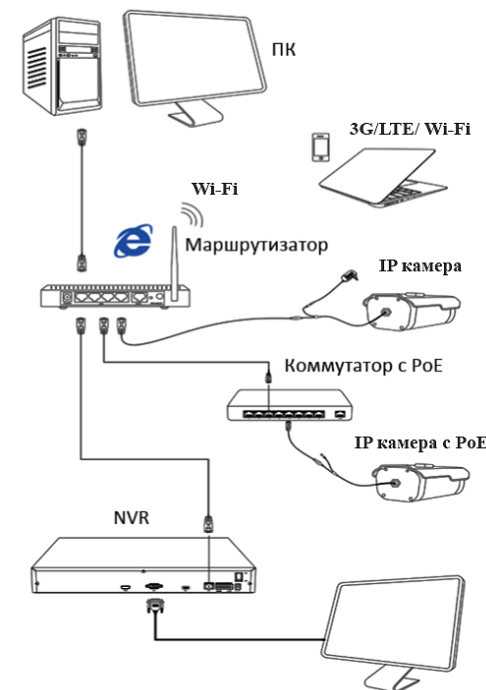 ПК
3G/LTE/ Wi-Fi
Wi-Fi
Маршрутизатор
IP камера
Коммутатор с PoE
IP камера с PoE
NVR